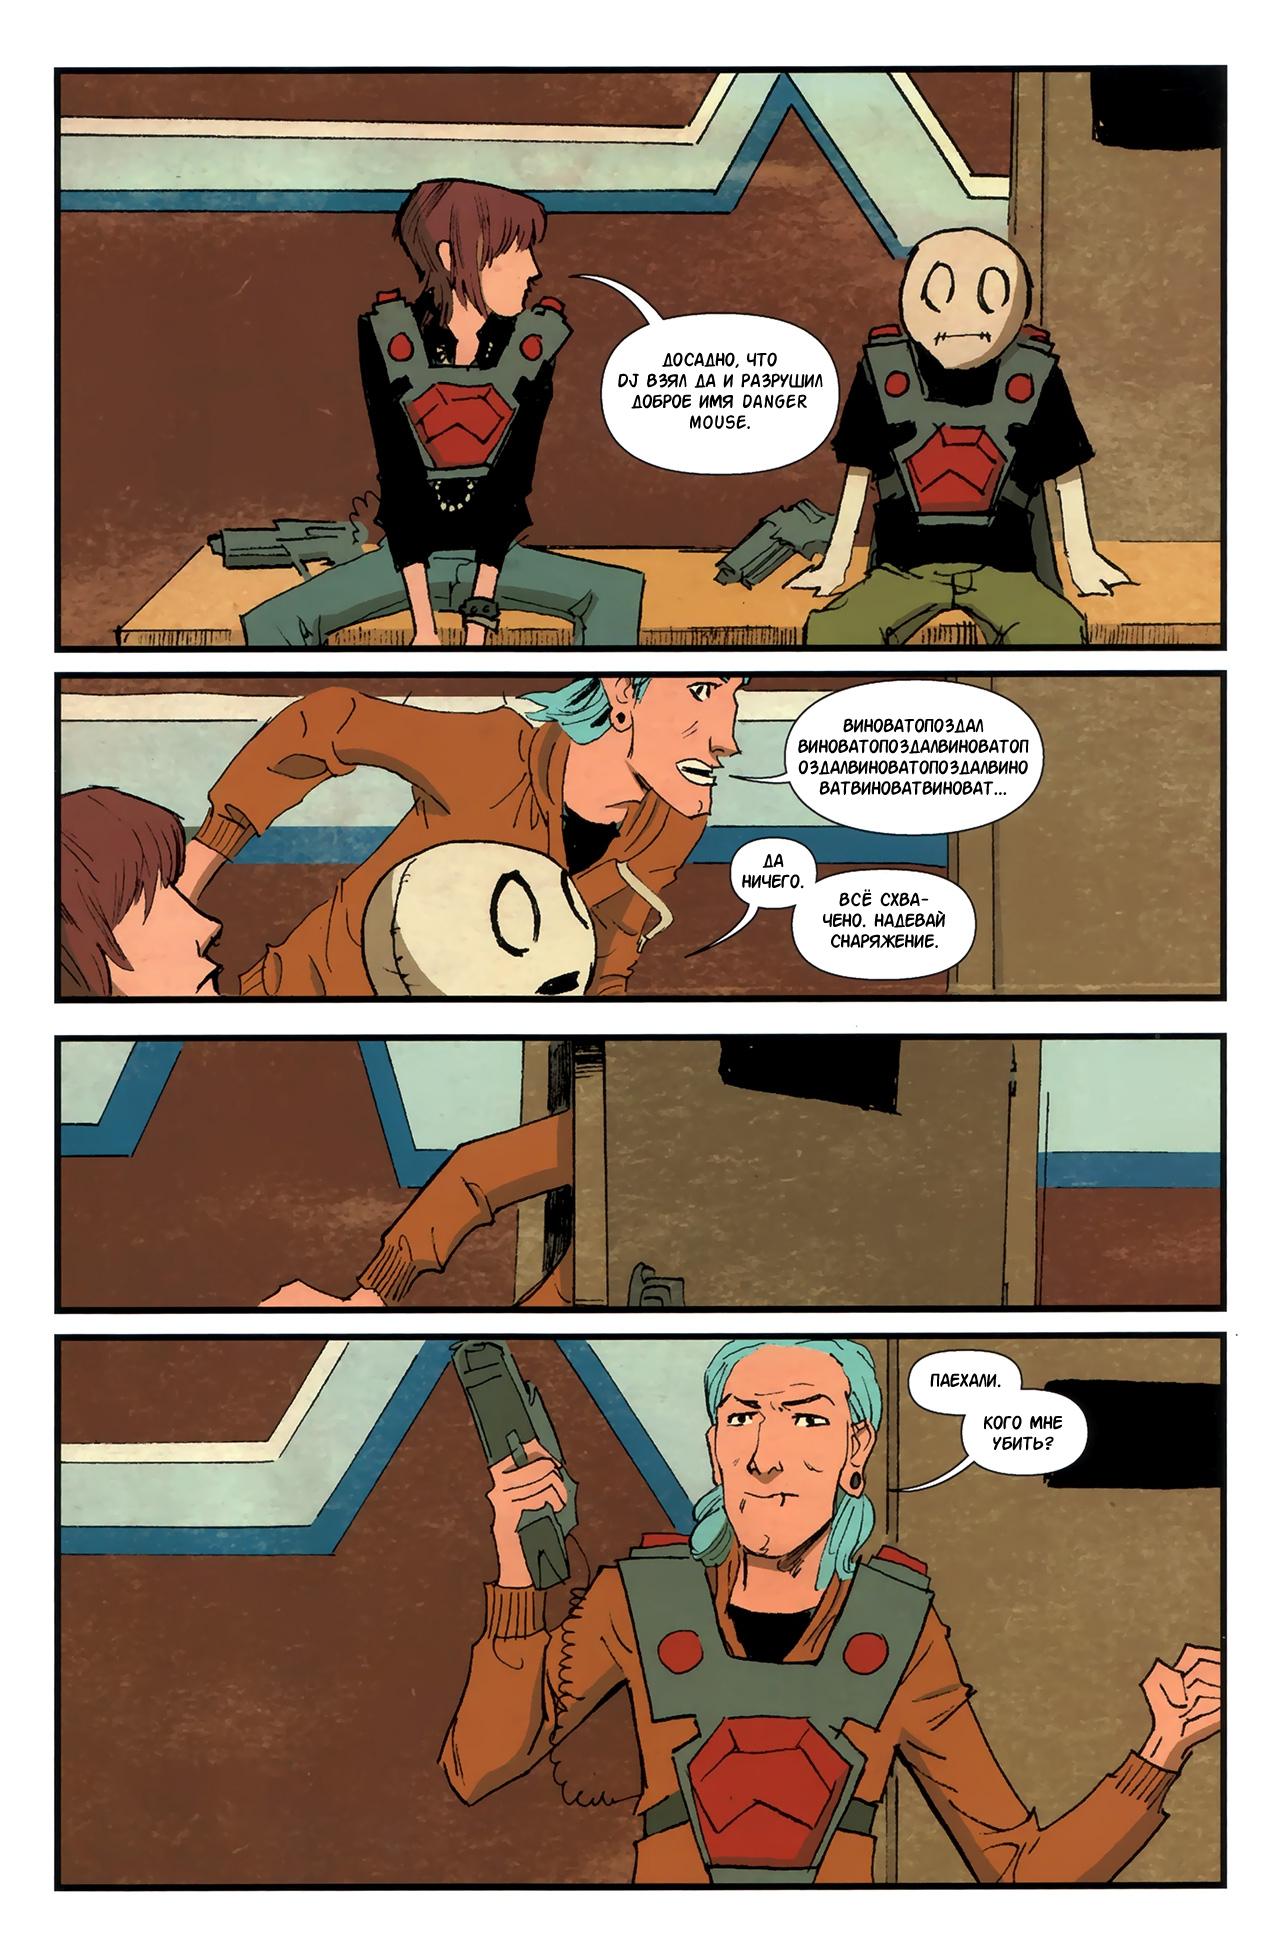 ДОСАДНО, ЧТО
DJ ВЗЯЛ ДА И РАЗРУШИЛ
ДОБРОЕ ИМЯ DANGER
MOUSE.
ВИНОВАТОПОЗДАЛ
ВИНОВАТОПОЗДАЛВИНОВАТОП
ОЗДАЛВИНОВАТОПОЗДАЛВИНО
ВАТВИНОВАТВИНОВАТ...
ДА
НИЧЕГО.
ВСЁ СХВА-
ЧЕНО. НАДЕВАЙ
СНАРЯЖЕНИЕ.
ПАЕХАЛИ.
КОГО МНЕ
УБИТЬ?